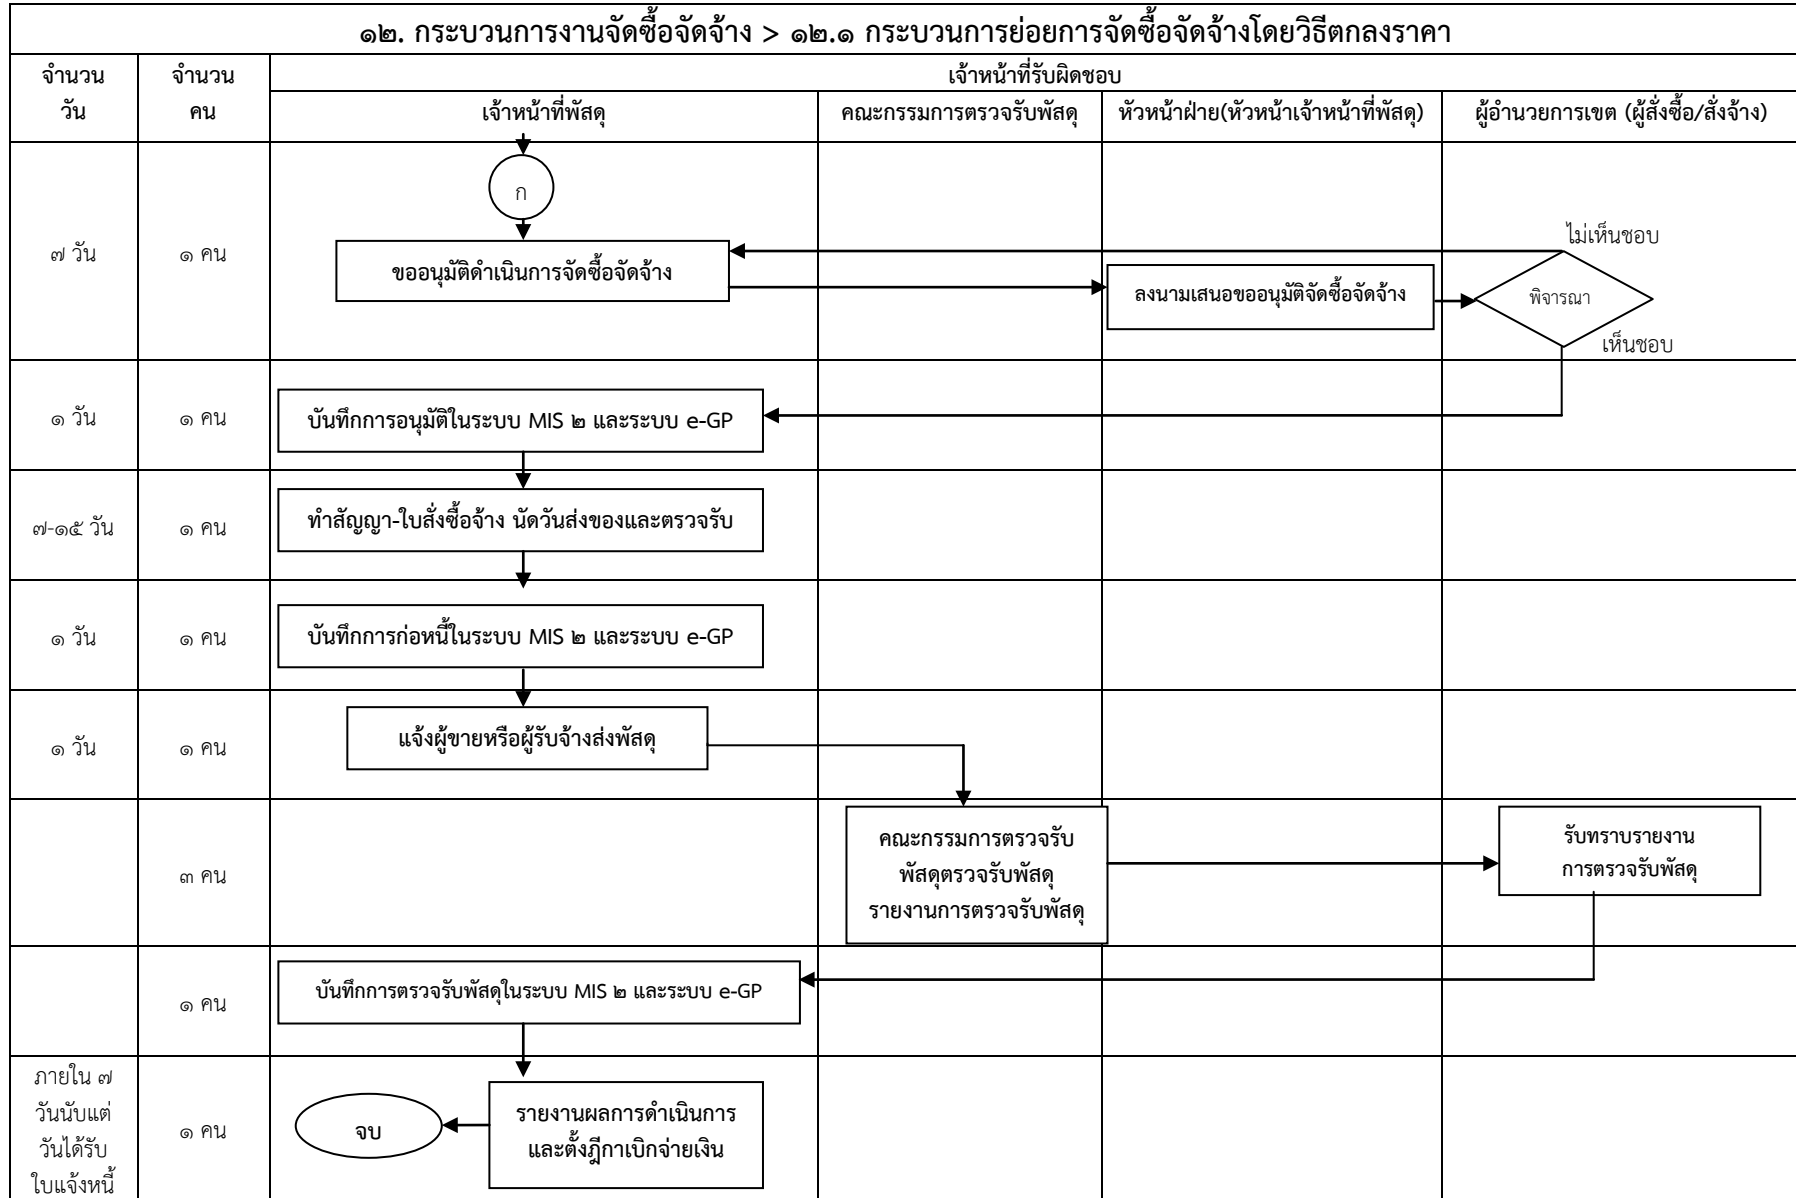 ๑๒. กระบวนการงานจัดซื้อจัดจ้าง > ๑๒.๑ กระบวนการย่อยการจัดซื้อจัดจ้างโดยวิธีตกลงราคา
จำนวน
วัน
จำนวน
คน
เจ้าหน้าที่รับผิดชอบ
เจ้าหน้าที่พัสดุ
คณะกรรมการตรวจรับพัสดุ
หัวหน้าฝ่าย(หัวหน้าเจ้าหน้าที่พัสดุ)
ผู้อำนวยการเขต (ผู้สั่งซื้อ/สั่งจ้าง)
ก
๗ วัน
๑ คน
ขออนุมัติดำเนินการจัดซื้อจัดจ้าง
ลงนามเสนอขออนุมัติจัดซื้อจัดจ้าง
ไม่เห็นชอบ
พิจารณา
เห็นชอบ
๑ วัน
๑ คน
บันทึกการอนุมัติในระบบ MIS ๒ และระบบ e-GP
๗-๑๕ วัน
๑ คน
ทำสัญญา-ใบสั่งซื้อจ้าง นัดวันส่งของและตรวจรับ
๑ วัน
๑ คน
บันทึกการก่อหนี้ในระบบ MIS ๒ และระบบ e-GP
๑ วัน
๑ คน
แจ้งผู้ขายหรือผู้รับจ้างส่งพัสดุ
๓ คน
คณะกรรมการตรวจรับ
พัสดุตรวจรับพัสดุ
รายงานการตรวจรับพัสดุ
รับทราบรายงาน
การตรวจรับพัสดุ
๑ คน
บันทึกการตรวจรับพัสดุในระบบ MIS ๒ และระบบ e-GP
ภายใน ๗
วันนับแต่
วันได้รับ
ใบแจ้งหนี้
๑ คน
จบ
รายงานผลการดำเนินการ
และตั้งฎีกาเบิกจ่ายเงิน